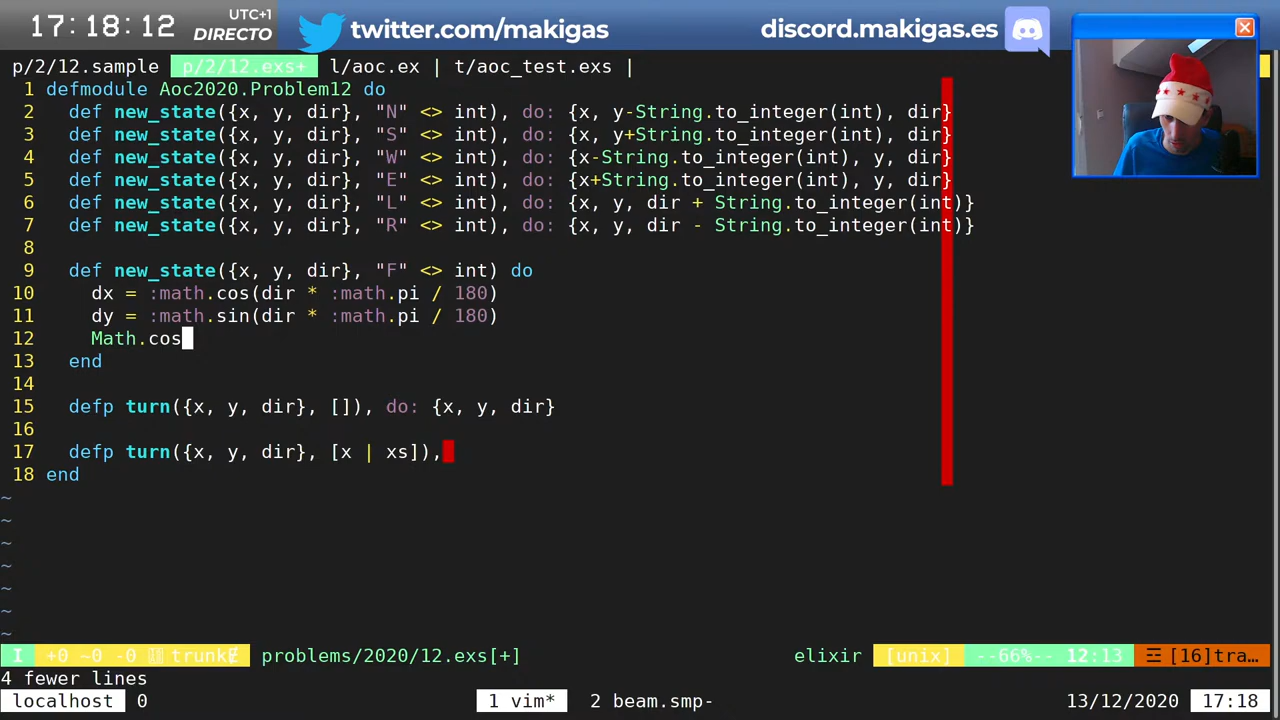 17:18:12
UTC+1
DIRECTO
twitter.com/makigas
discord.makigas.es
p/2/12.sample p/2/12.exs+ l/aoc.ex | t/aoc_test.exs |
1 defmodule Aoc2020.Problem12 do
2 def new_state({x, y, dir}, "N" <> int), do: {x, y-String.to_integer(int), dir}
3 def new_state({x, y, dir}, "S" <> int), do: {x, y+String.to_integer(int), dir}
4 def new_state({x, y, dir}, "W" <> int), do: {x-String.to_integer(int), y, dir}
5 def new_state({x, y, dir}, "E" <> int), do: {x+String.to_integer(int), y, dir}
6 def new_state({x, y, dir}, "L" <> int), do: {x, y, dir + String.to_integer(int)}
7 def new_state({x, y, dir}, "R" <> int), do: {x, y, dir - String.to_integer(int)}
8
9 def new_state({x, y, dir}, "F" <> int) do
10 dx = :math.cos(dir * :math.pi / 180)
11 dy = :math.sin(dir * :math.pi / 180)
12 Math.cos
13 end
14
15 defp turn({x, y, dir}, []), do: {x, y, dir}
16
17 defp turn({x, y, dir}, [x | xs]),
18 end
~
~
~
~
~
~
~
I +0 ~0 -0 trunk problems/2020/12.exs[+] elixir [unix] --66%-- 12:13 ☲ [16]tra…
4 fewer lines
localhost 0 1 vim* 2 beam.smp- 13/12/2020 17:18